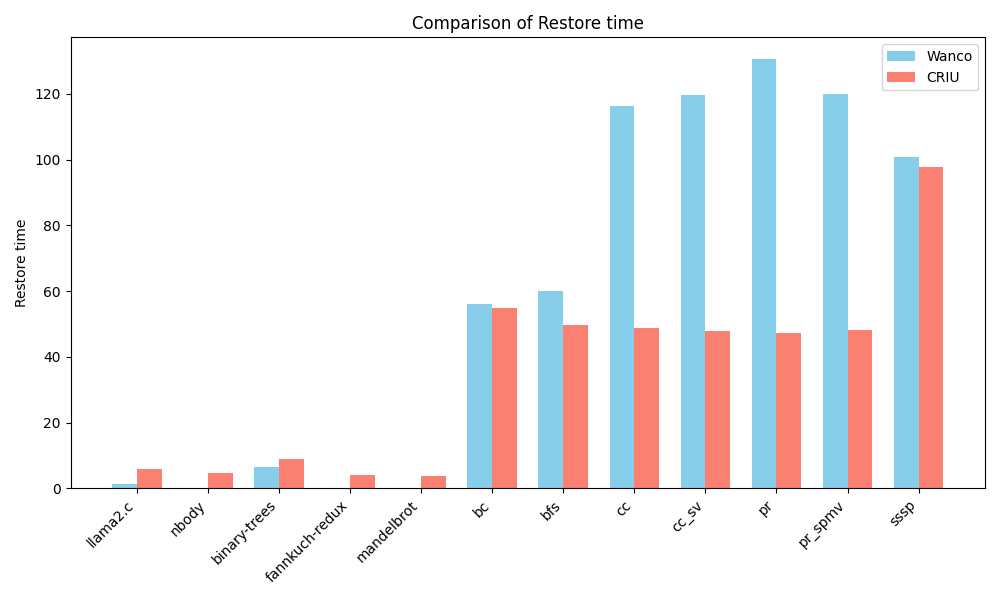 Comparison of Restore time
Wanco
CRIU
Restore time
120
100
80
60
40
20
0
llama2.c
nbody
binary-trees
fannkuch-redux
mandelbrot
bc
bfs
cc
cc_sv
pr
pr_spmv
sssp